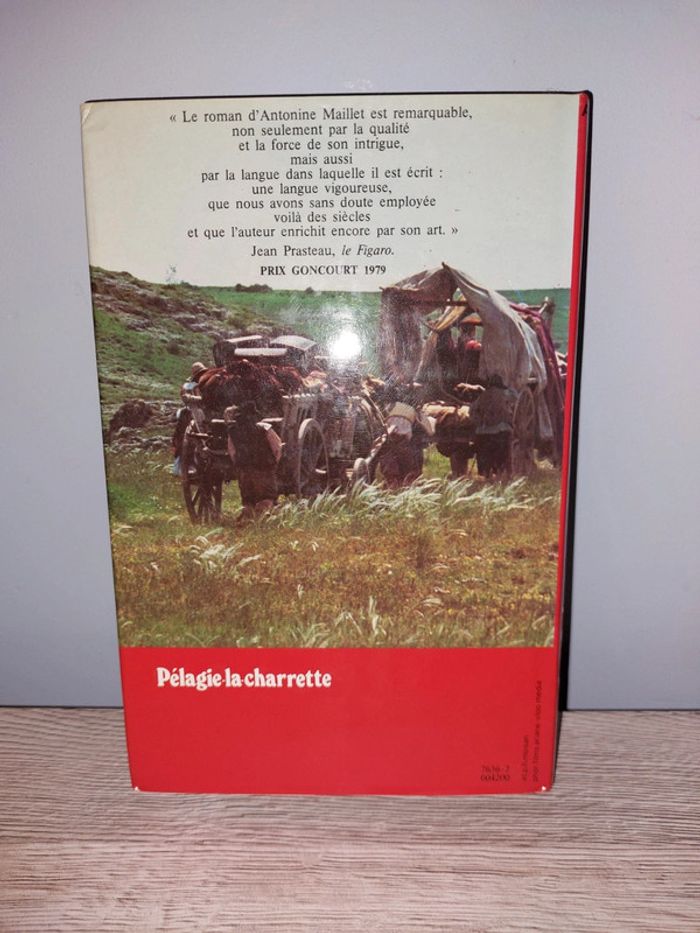 « Le roman d'Antonine Maillet est remarquable,
non seulement par la qualité
et la force de son intrigue,
mais aussi
par la langue dans laquelle il est écrit :
une langue vigoureuse,
que nous avons sans doute employée
voilà des siècles
et que l'auteur enrichit encore par son art. »
Jean Prasteau, le Figaro.
PRIX GONCOURT 1979
Pélagie-la-charrette
7636-7
004200